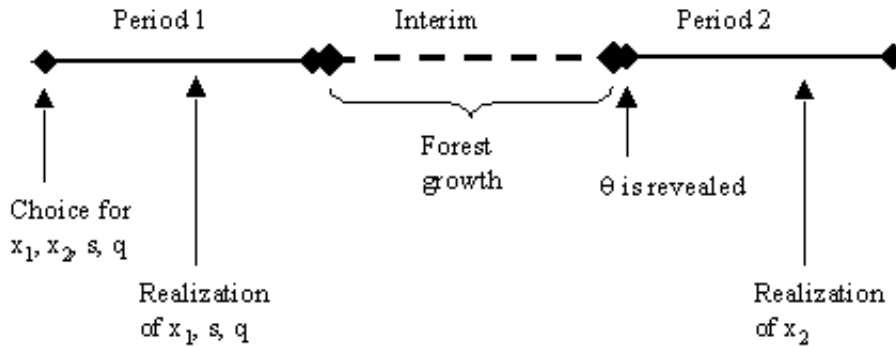 Period 1
Interim
Period 2
Forest
growth
θ is revealed
Choice for
x₁, x₂, s, q
Realization
of x₁, s, q
Realization
of x₂